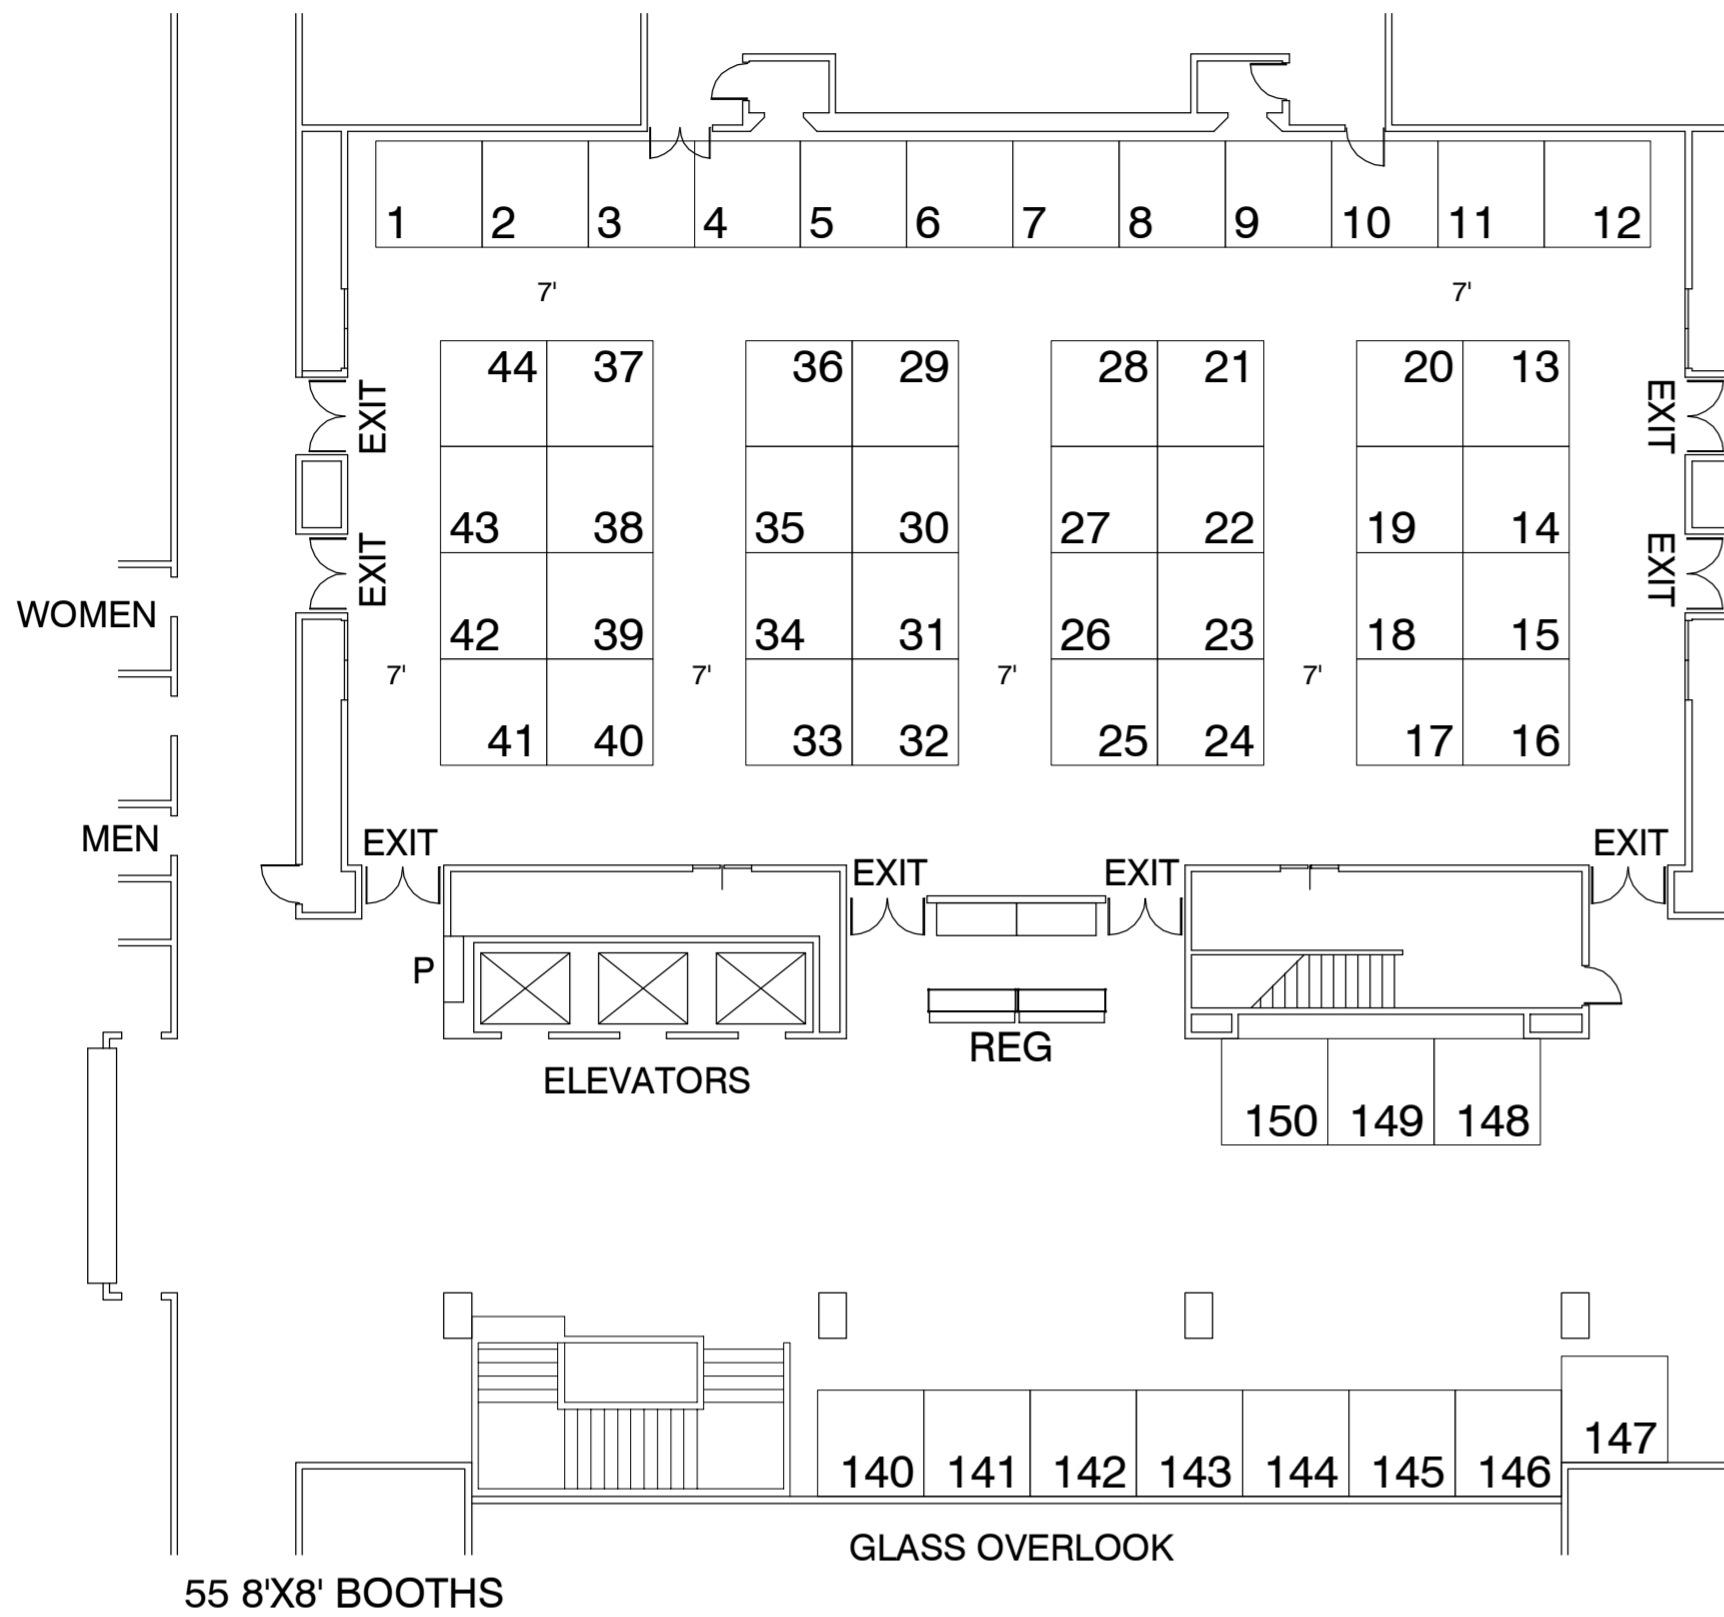 1 2 3 4 5 6 7 8 9 10 11 12
7' 7'
44 37 36 29 28 21 20 13
EXIT EXIT
43 38 35 30 27 22 19 14
EXIT EXIT
WOMEN
42 39 34 31 26 23 18 15
7' 7' 7' 7'
41 40 33 32 25 24 17 16
MEN
EXIT EXIT EXIT EXIT
P
REG
ELEVATORS
150 149 148
147
140 141 142 143 144 145 146
GLASS OVERLOOK
55 8'X8' BOOTHS